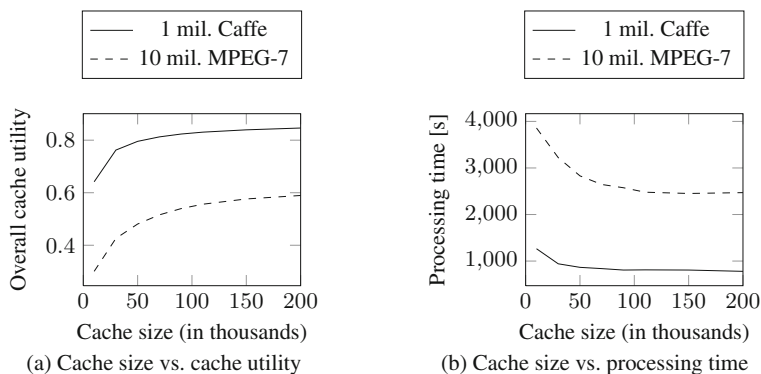 1 mil. Caffe
10 mil. MPEG-7
0.8
0.6
0.4
Overall cache utility
0 50 100 150 200
Cache size (in thousands)
(a) Cache size vs. cache utility
1 mil. Caffe
10 mil. MPEG-7
4,000
3,000
2,000
1,000
Processing time [s]
0 50 100 150 200
Cache size (in thousands)
(b) Cache size vs. processing time